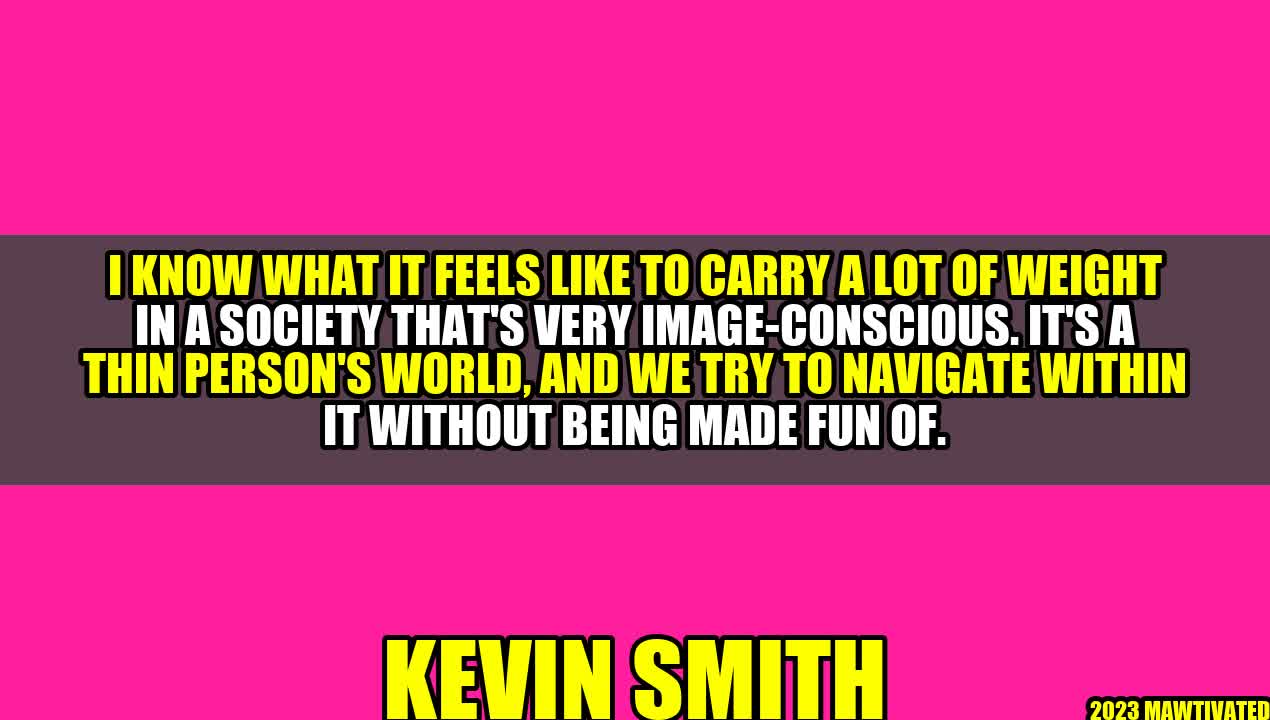 I KNOW WHAT IT FEELS LIKE TO CARRY A LOT OF WEIGHT
IN A SOCIETY THAT'S VERY IMAGE-CONSCIOUS. IT'S A
THIN PERSON'S WORLD, AND WE TRY TO NAVIGATE WITHIN
IT WITHOUT BEING MADE FUN OF.
KEVIN SMITH
2023 MAWTIVATED